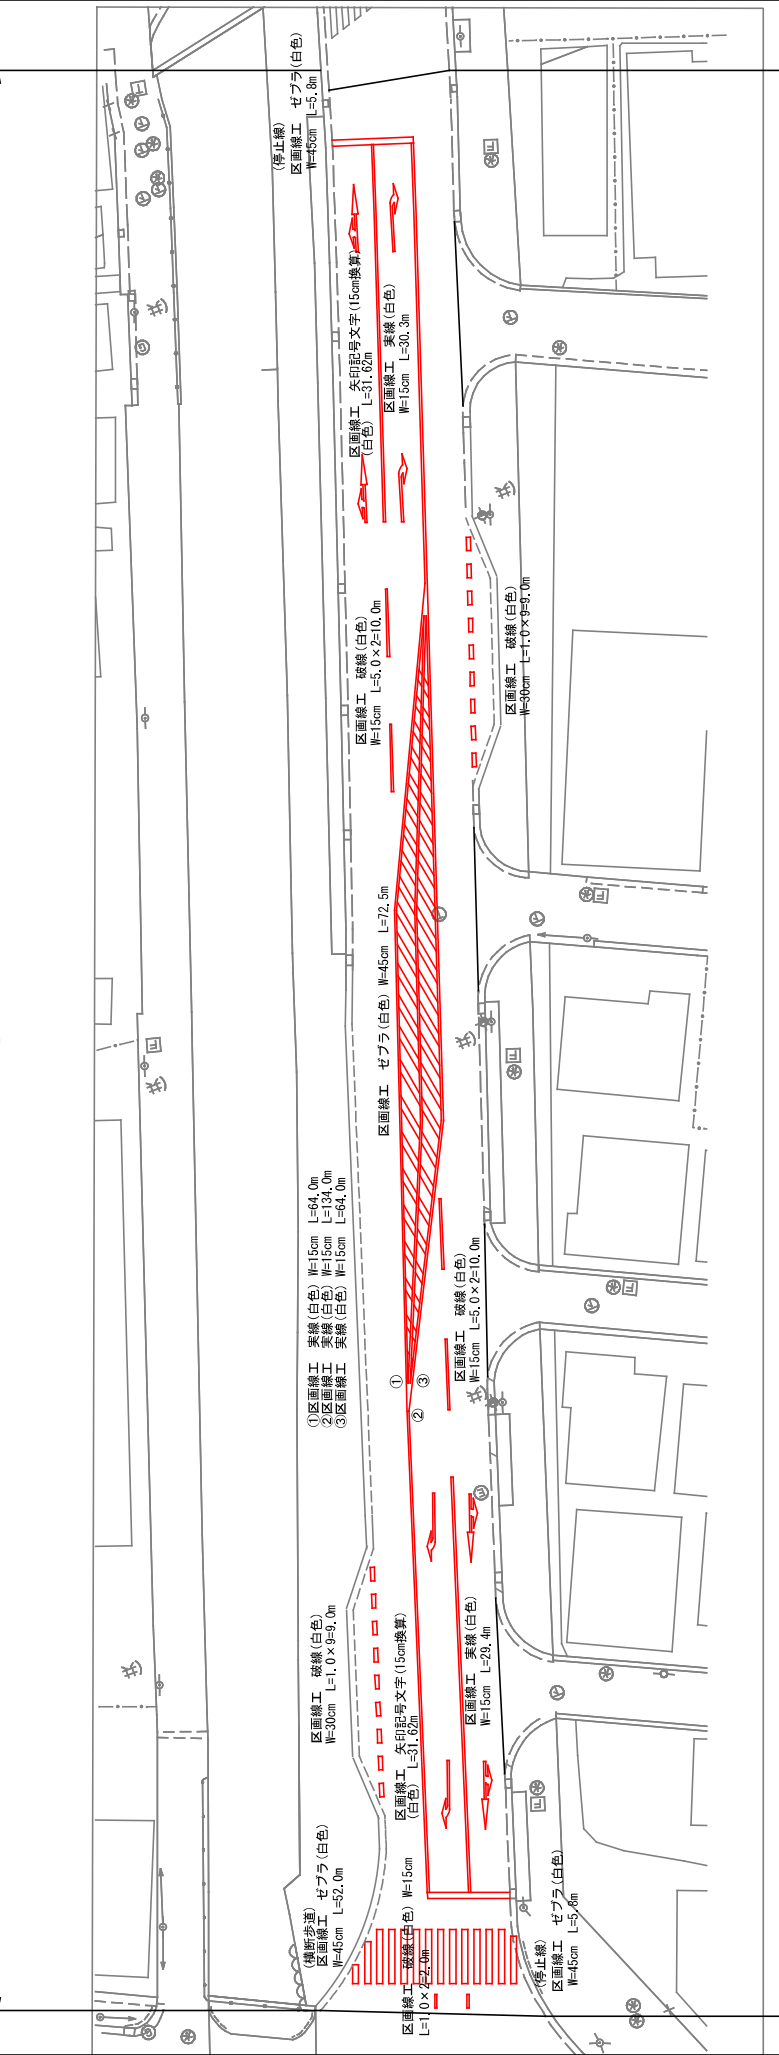 (停止線)
区画線工　ゼブラ(白色)
W=45cm　L=5.8m
区画線工　矢印記号文字(15cm換算)
(白色)　L=31.62m
区画線工　実線(白色)
W=15cm　L=30.3m
区画線工　破線(白色)
W=15cm　L=5.0×2=10.0m
区画線工　破線(白色)
W=30cm　L=1.0×9=9.0m
区画線工　ゼブラ(白色) W=45cm　L=72.5m
①区画線工　実線(白色) W=15cm　L=64.0m
②区画線工　実線(白色) W=15cm　L=134.0m
③区画線工　実線(白色) W=15cm　L=64.0m
①
②
③
区画線工　破線(白色)
W=15cm　L=5.0×2=10.0m
区画線工　破線(白色)
W=30cm　L=1.0×9=9.0m
区画線工　矢印記号文字(15cm換算)
(白色)　L=31.62m
区画線工　実線(白色)
W=15cm　L=29.4m
(横断歩道)
区画線工　ゼブラ(白色)
W=45cm　L=52.0m
区画線工　破線(白色) W=15cm
L=1.0×2=2.0m
(停止線)
区画線工　ゼブラ(白色)
W=45cm　L=5.8m